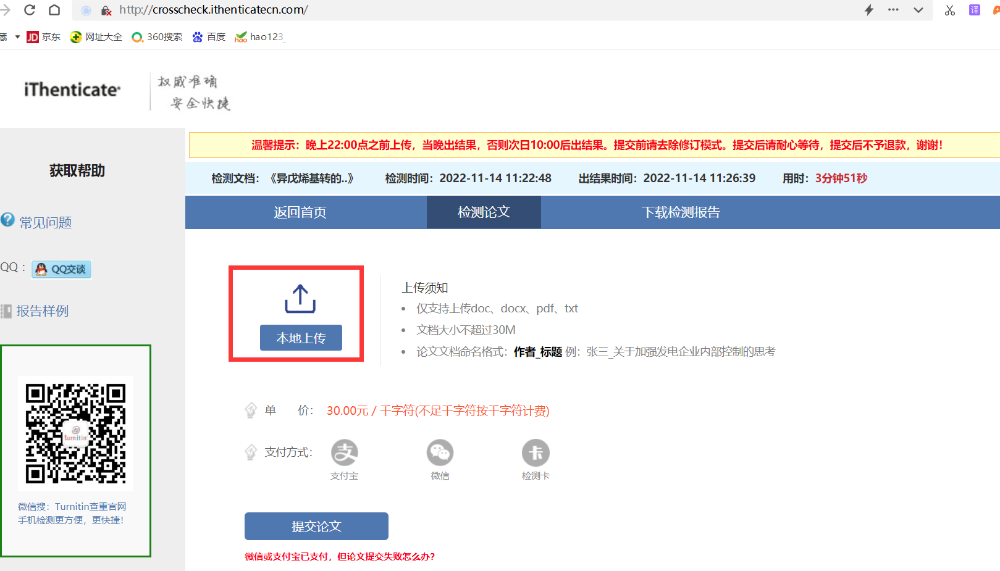 http://crosscheck.ithenticatecn.com/
译
藏 京东 网址大全 360搜索 百度 hao123_
iThenticate®
权威准确
安全快捷
温馨提示：晚上22:00点之前上传，当晚出结果，否则次日10:00后出结果。提交前请去除修订模式。提交后请耐心等待，提交后不予退款，谢谢！
获取帮助
检测文档：《异戊烯基转的..》 检测时间：2022-11-14 11:22:48 出结果时间：2022-11-14 11:26:39 用时：3分钟51秒
返回首页 检测论文 下载检测报告
常见问题
QQ： QQ交谈
报告样例
本地上传
上传须知
• 仅支持上传doc、docx、pdf、txt
• 文档大小不超过30M
• 论文文档命名格式：作者_标题 例：张三_关于加强发电企业内部控制的思考
单 价： 30.00元 / 千字符(不足千字符按千字符计费)
支付方式：
支付宝 微信 检测卡
turnitin
微信搜：Turnitin查重官网
手机检测更方便，更快捷！
提交论文
微信或支付宝已支付，但论文提交失败怎么办？